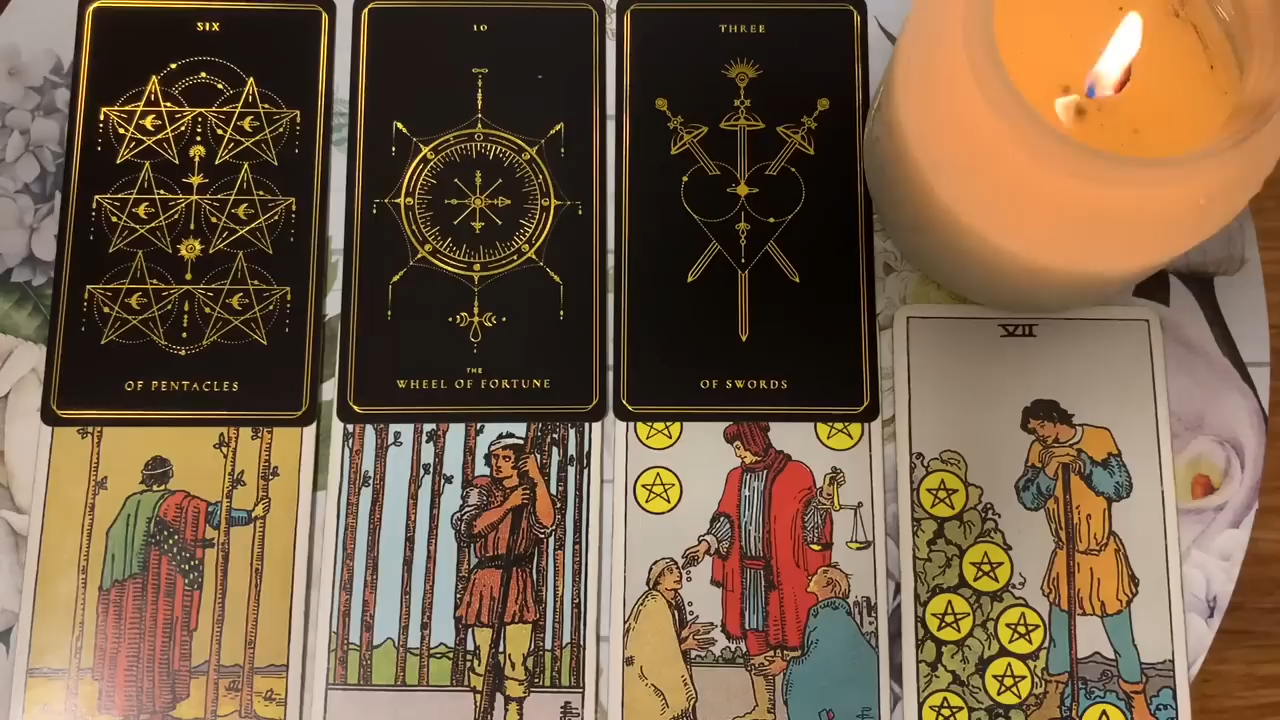 SIX
OF PENTACLES
10
THE
WHEEL OF FORTUNE
THREE
OF SWORDS
VII